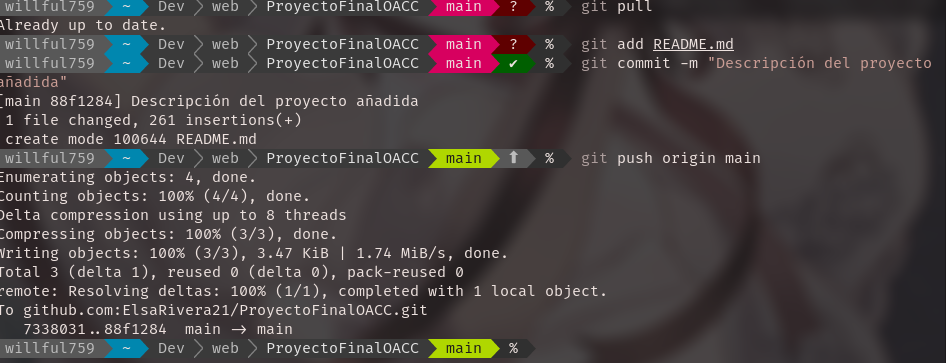 willful759 ~ Dev web ProyectoFinalOACC main ? % git pull
Already up to date.
willful759 ~ Dev web ProyectoFinalOACC main ? % git add README.md
willful759 ~ Dev web ProyectoFinalOACC main ✔ % git commit -m "Descripción del proyecto
añadida"
[main 88f1284] Descripción del proyecto añadida
1 file changed, 261 insertions(+)
create mode 100644 README.md
willful759 ~ Dev web ProyectoFinalOACC main ⬆ % git push origin main
Enumerating objects: 4, done.
Counting objects: 100% (4/4), done.
Delta compression using up to 8 threads
Compressing objects: 100% (3/3), done.
Writing objects: 100% (3/3), 3.47 KiB | 1.74 MiB/s, done.
Total 3 (delta 1), reused 0 (delta 0), pack-reused 0
remote: Resolving deltas: 100% (1/1), completed with 1 local object.
To github.com:ElsaRivera21/ProyectoFinalOACC.git
7338031..88f1284 main -> main
willful759 ~ Dev web ProyectoFinalOACC main %